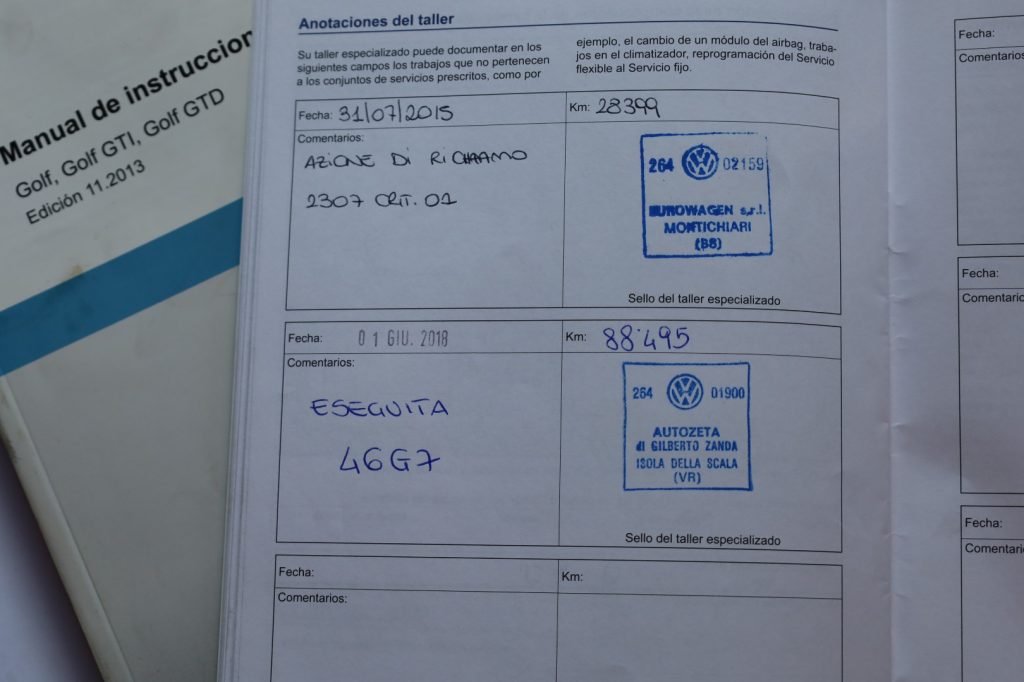 Manual de instruccion
Golf, Golf GTI, Golf GTD
Edición 11.2013
Anotaciones del taller
Su taller especializado puede documentar en los
siguientes campos los trabajos que no pertenecen
a los conjuntos de servicios prescritos, como por
ejemplo, el cambio de un módulo del airbag, traba-
jos en el climatizador, reprogramación del Servicio
flexible al Servicio fijo.
Fecha: 31/07/2015
Km: 28399
Comentarios:
AZIONE DI RICHIAMO
2307 CRIT. 01
264 02159
EUROWAGEN s.r.l.
MONTICHIARI
(BS)
Sello del taller especializado
Fecha: 01 GIU. 2018
Km: 88'495
Comentarios:
ESEGUITA
46G7
264 01900
AUTOZETA
di GILBERTO ZANDA
ISOLA DELLA SCALA
(VR)
Sello del taller especializado
Fecha:
Km:
Comentarios:
Fecha:
Comentarios
Fecha:
Comentario
Fecha:
Comentari